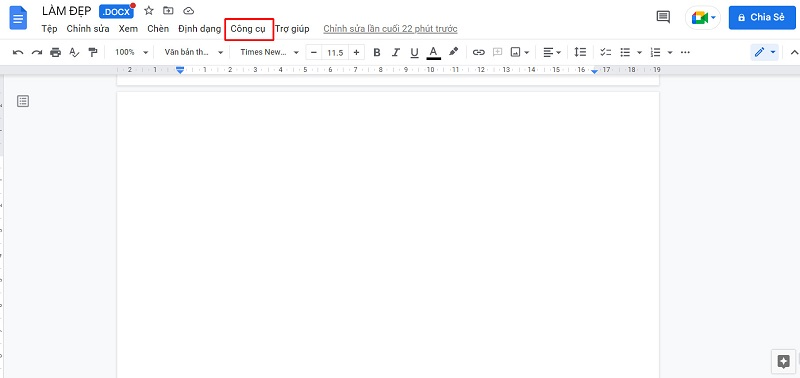 LÀM ĐẸP .DOCX
Tệp Chỉnh sửa Xem Chèn Định dạng Công cụ Trợ giúp Chỉnh sửa lần cuối 22 phút trước
Chia Sẻ
100% Văn bản th... Times New... − 11.5 + B I U A
2 1 1 2 3 4 5 6 7 8 9 10 11 12 13 14 15 16 17 18 19